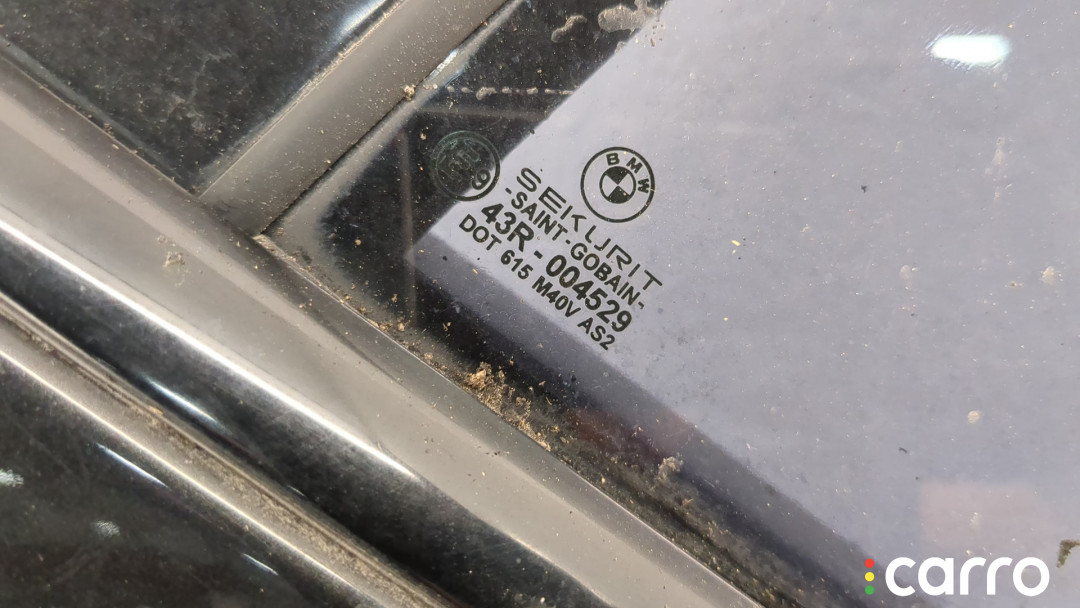 BMW
SEKURIT
-SAINT-GOBAIN-
43R - 004529
DOT 615 M40V AS2
carro